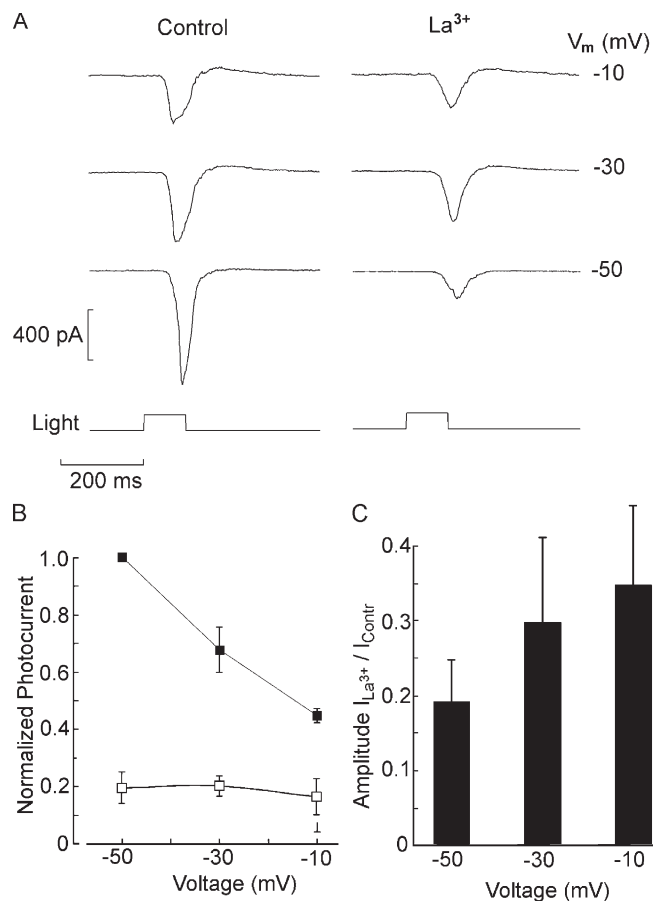 A
Control
La³⁺
Vm (mV)
-10
-30
-50
400 pA
Light
200 ms
B
Normalized Photocurrent
1.0
0.8
0.6
0.4
0.2
0
-50
-30
-10
Voltage (mV)
C
Amplitude I La³⁺ / I Contr
0.4
0.3
0.2
0.1
0
-50
-30
-10
Voltage (mV)